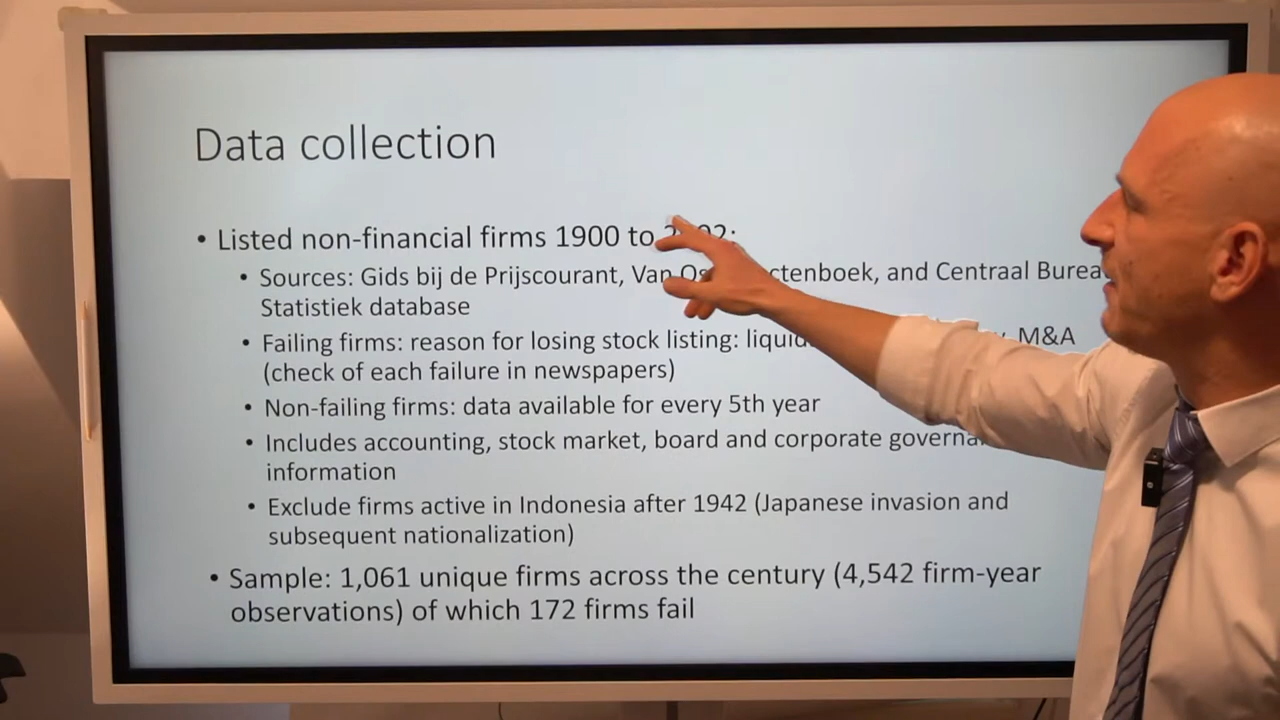 Data collection
• Listed non-financial firms 1900 to
• Sources: Gids bij de Prijscourant, Van and Centraal
Statistiek database
• Failing firms: reason for losing stock listing: M&A
(check of each failure in newspapers)
• Non-failing firms: data available for every 5th year
• Includes accounting, stock market, board and corporate
information
• Exclude firms active in Indonesia after 1942 (Japanese invasion and
subsequent nationalization)
• Sample: 1,061 unique firms across the century (4,542 firm-year
observations) of which 172 firms fail